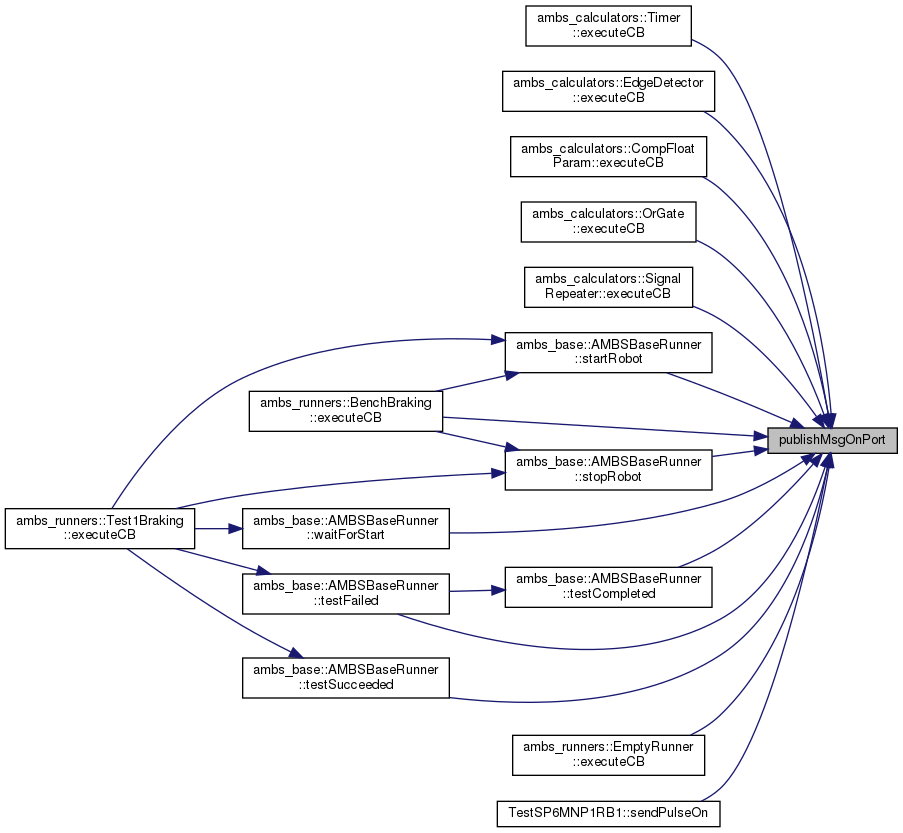 ambs_calculators::Timer
::executeCB
ambs_calculators::EdgeDetector
::executeCB
ambs_calculators::CompFloat
Param::executeCB
ambs_calculators::OrGate
::executeCB
ambs_calculators::Signal
Repeater::executeCB
ambs_base::AMBSBaseRunner
::startRobot
ambs_runners::BenchBraking
::executeCB
publishMsgOnPort
ambs_base::AMBSBaseRunner
::stopRobot
ambs_runners::Test1Braking
::executeCB
ambs_base::AMBSBaseRunner
::waitForStart
ambs_base::AMBSBaseRunner
::testFailed
ambs_base::AMBSBaseRunner
::testCompleted
ambs_base::AMBSBaseRunner
::testSucceeded
ambs_runners::EmptyRunner
::executeCB
TestSP6MNP1RB1::sendPulseOn